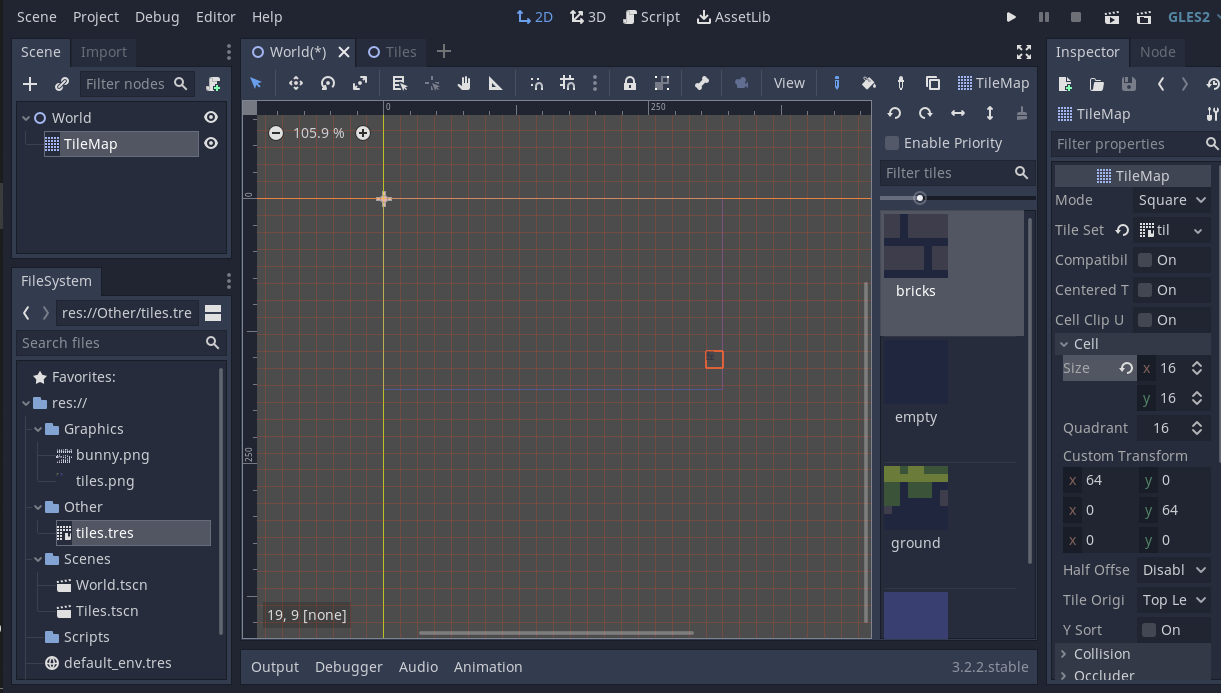 Scene Project Debug Editor Help 2D 3D Script AssetLib GLES2
Scene Import
Filter nodes
World
TileMap
FileSystem
res://Other/tiles.tre
Search files
Favorites:
res://
Graphics
bunny.png
tiles.png
Other
tiles.tres
Scenes
World.tscn
Tiles.tscn
Scripts
default_env.tres
World(*) Tiles
View TileMap
0 250
105.9 %
0
250
19, 9 [none]
Enable Priority
Filter tiles
bricks
empty
ground
Output Debugger Audio Animation 3.2.2.stable
Inspector Node
TileMap
Filter properties
TileMap
Mode Square
Tile Set til
Compatibil On
Centered T On
Cell Clip U On
Cell
Size x 16
y 16
Quadrant 16
Custom Transform
x 64 y 0
x 0 y 64
x 0 y 0
Half Offse Disabl
Tile Origi Top Le
Y Sort On
Collision
Occluder